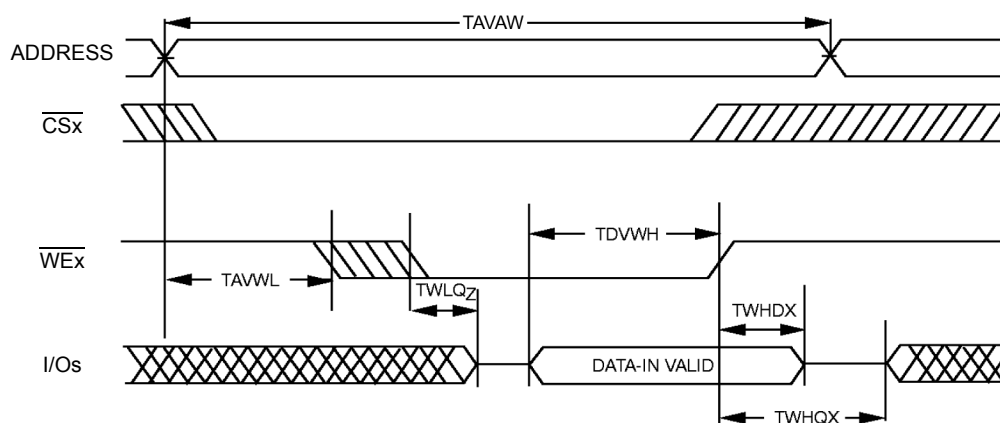 TAVAW
ADDRESS
CSx
WEx
TDVWH
TAVWL
TWLQZ
TWHDX
I/Os
DATA-IN VALID
TWHQX